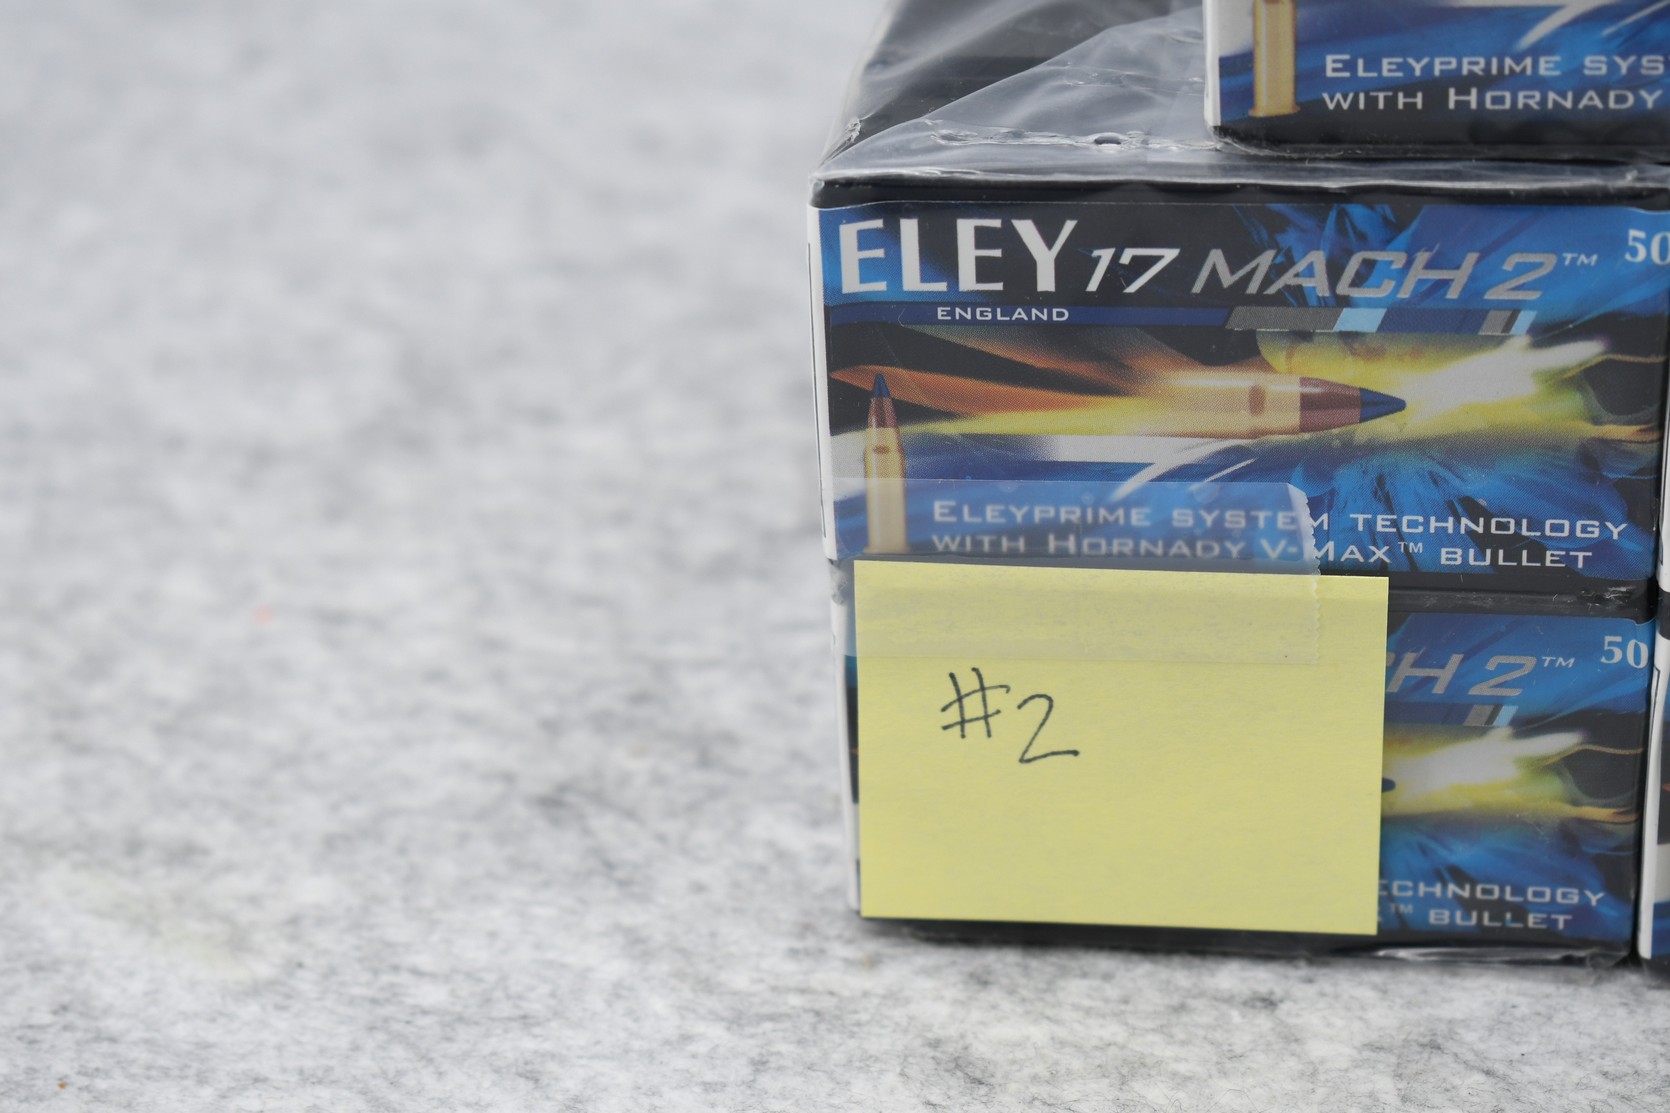 ELEYPRIME SYS
WITH HORNADY
ELEY 17 MACH 2™ 50
ENGLAND
ELEYPRIME SYSTEM TECHNOLOGY
WITH HORNADY V-MAX™ BULLET
#2
H 2™ 50
ECHNOLOGY
™ BULLET